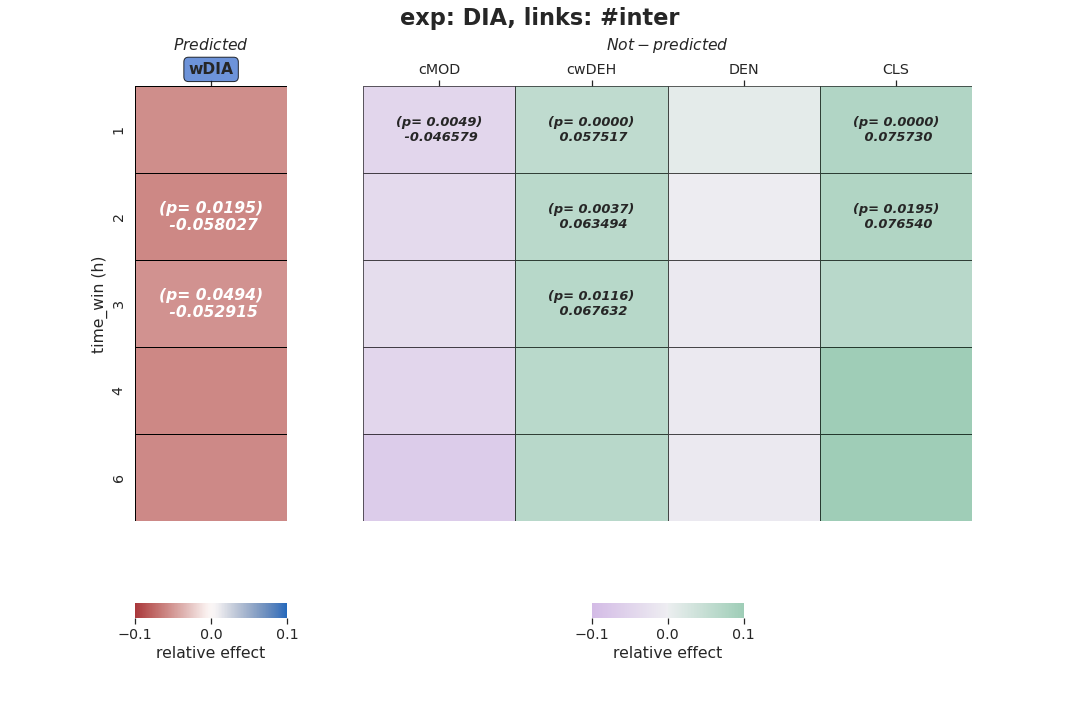 exp: DIA, links: #inter
Predicted
Not − predicted
wDIA
cMOD
cwDEH
DEN
CLS
time_win (h)
1
(p= 0.0049)
-0.046579
(p= 0.0000)
0.057517
(p= 0.0000)
0.075730
2
(p= 0.0195)
-0.058027
(p= 0.0037)
0.063494
(p= 0.0195)
0.076540
3
(p= 0.0494)
-0.052915
(p= 0.0116)
0.067632
4
6
−0.1
0.0
0.1
relative effect
−0.1
0.0
0.1
relative effect